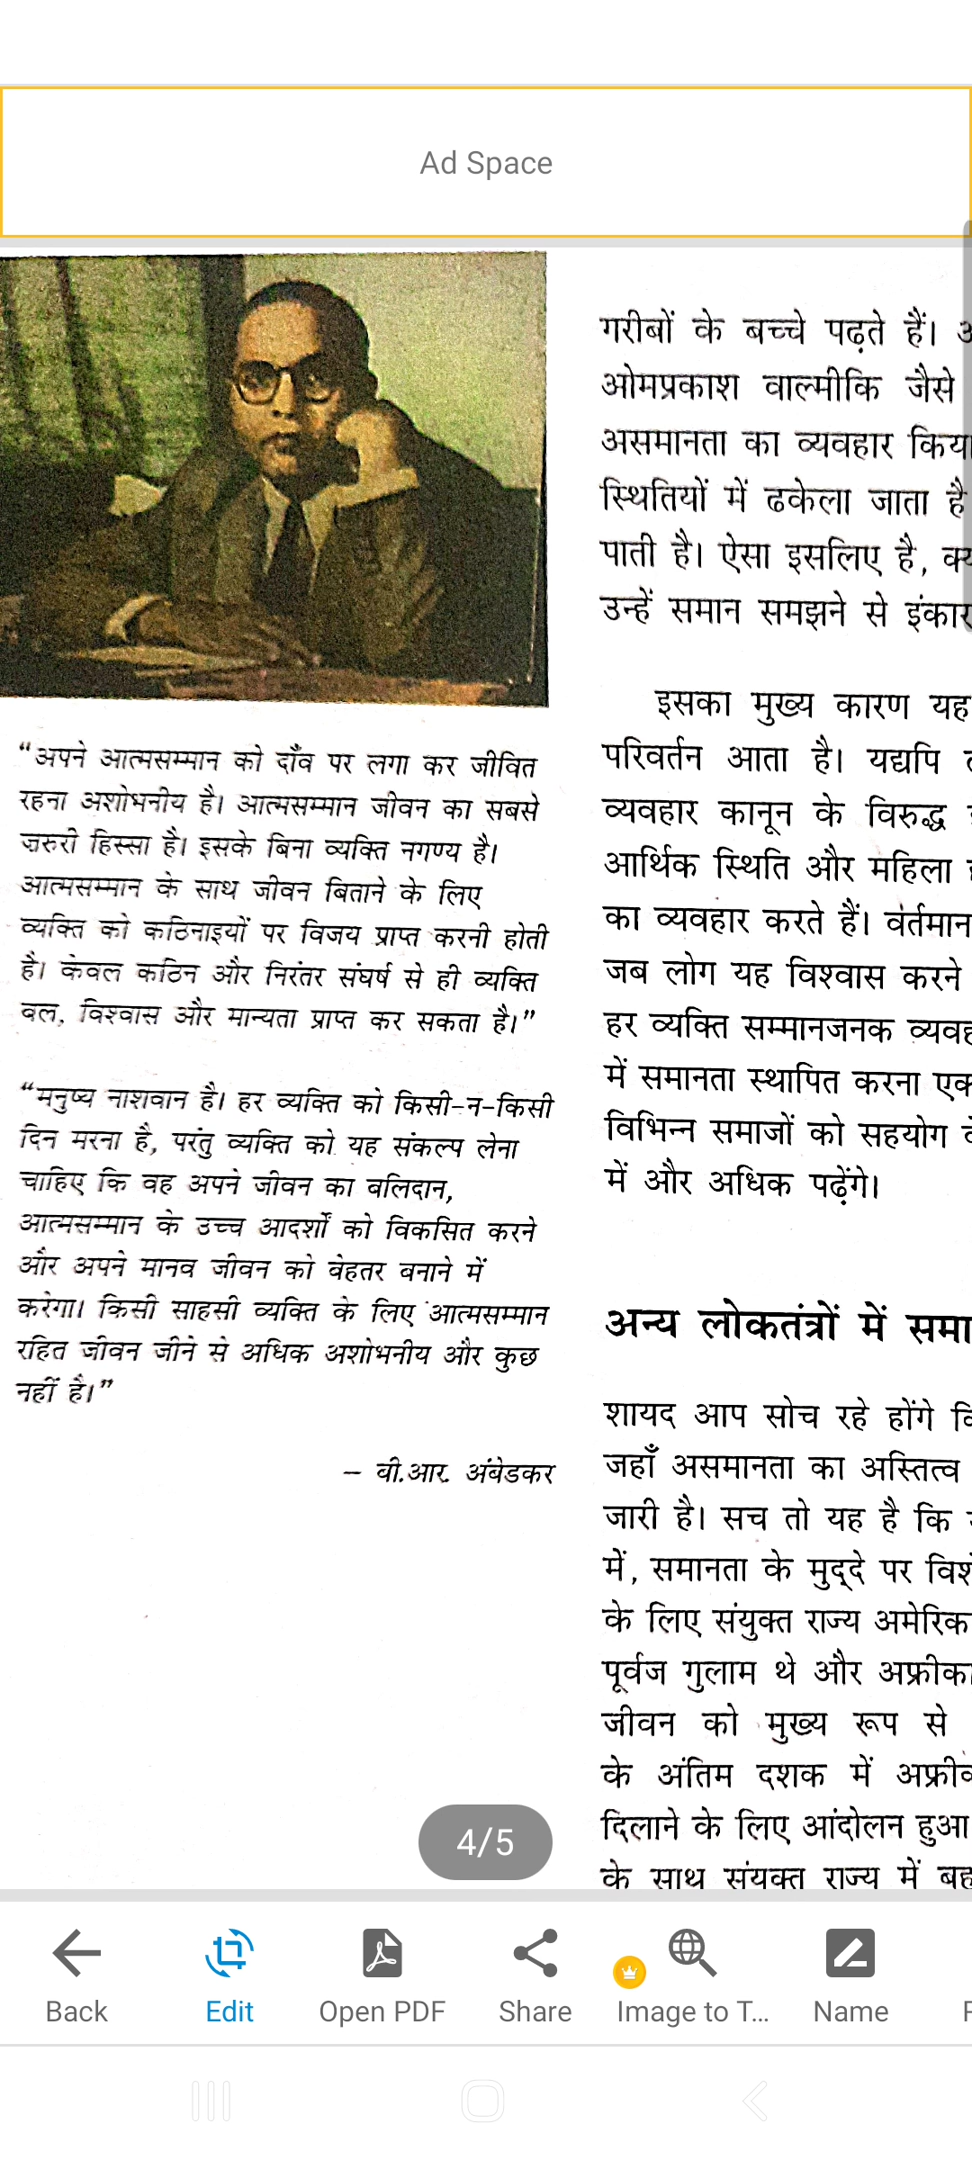 Ad Space
“अपने आत्मसम्मान को दाँव पर लगा कर जीवित
रहना अशोभनीय है। आत्मसम्मान जीवन का सबसे
ज़रुरी हिस्सा है। इसके बिना व्यक्ति नगण्य है।
आत्मसम्मान के साथ जीवन बिताने के लिए
व्यक्ति को कठिनाइयों पर विजय प्राप्त करनी होती
है। केवल कठिन और निरंतर संघर्ष से ही व्यक्ति
बल, विश्वास और मान्यता प्राप्त कर सकता है।”
“मनुष्य नाशवान है। हर व्यक्ति को किसी-न-किसी
दिन मरना है, परंतु व्यक्ति को यह संकल्प लेना
चाहिए कि वह अपने जीवन का बलिदान,
आत्मसम्मान के उच्च आदर्शों को विकसित करने
और अपने मानव जीवन को बेहतर बनाने में
करेगा। किसी साहसी व्यक्ति के लिए आत्मसम्मान
रहित जीवन जीने से अधिक अशोभनीय और कुछ
नहीं है।”
– बी.आर. अंबेडकर
गरीबों के बच्चे पढ़ते हैं।
ओमप्रकाश वाल्मीकि जैसे
असमानता का व्यवहार
स्थितियों में ढकेला जाता है
पाती है। ऐसा इसलिए है,
उन्हें समान समझने से इंकार
इसका मुख्य कारण यह
परिवर्तन आता है। यद्यपि
व्यवहार कानून के विरुद्ध
आर्थिक स्थिति और महिला
का व्यवहार करते हैं। वर्तमान
जब लोग यह विश्वास करने
हर व्यक्ति सम्मानजनक
में समानता स्थापित करना
विभिन्न समाजों को सहयोग
में और अधिक पढ़ेंगे।
अन्य लोकतंत्रों में समा
शायद आप सोच रहे होंगे
जहाँ असमानता का अस्तित्व
जारी है। सच तो यह है कि
में, समानता के मुद्दे पर
के लिए संयुक्त राज्य
पूर्वज गुलाम थे और
जीवन को मुख्य रूप से
के अंतिम दशक में
दिलाने के लिए आंदोलन हुआ
के साथ संयुक्त राज्य में
4/5
Back
Edit
Open PDF
Share
Image to T...
Name